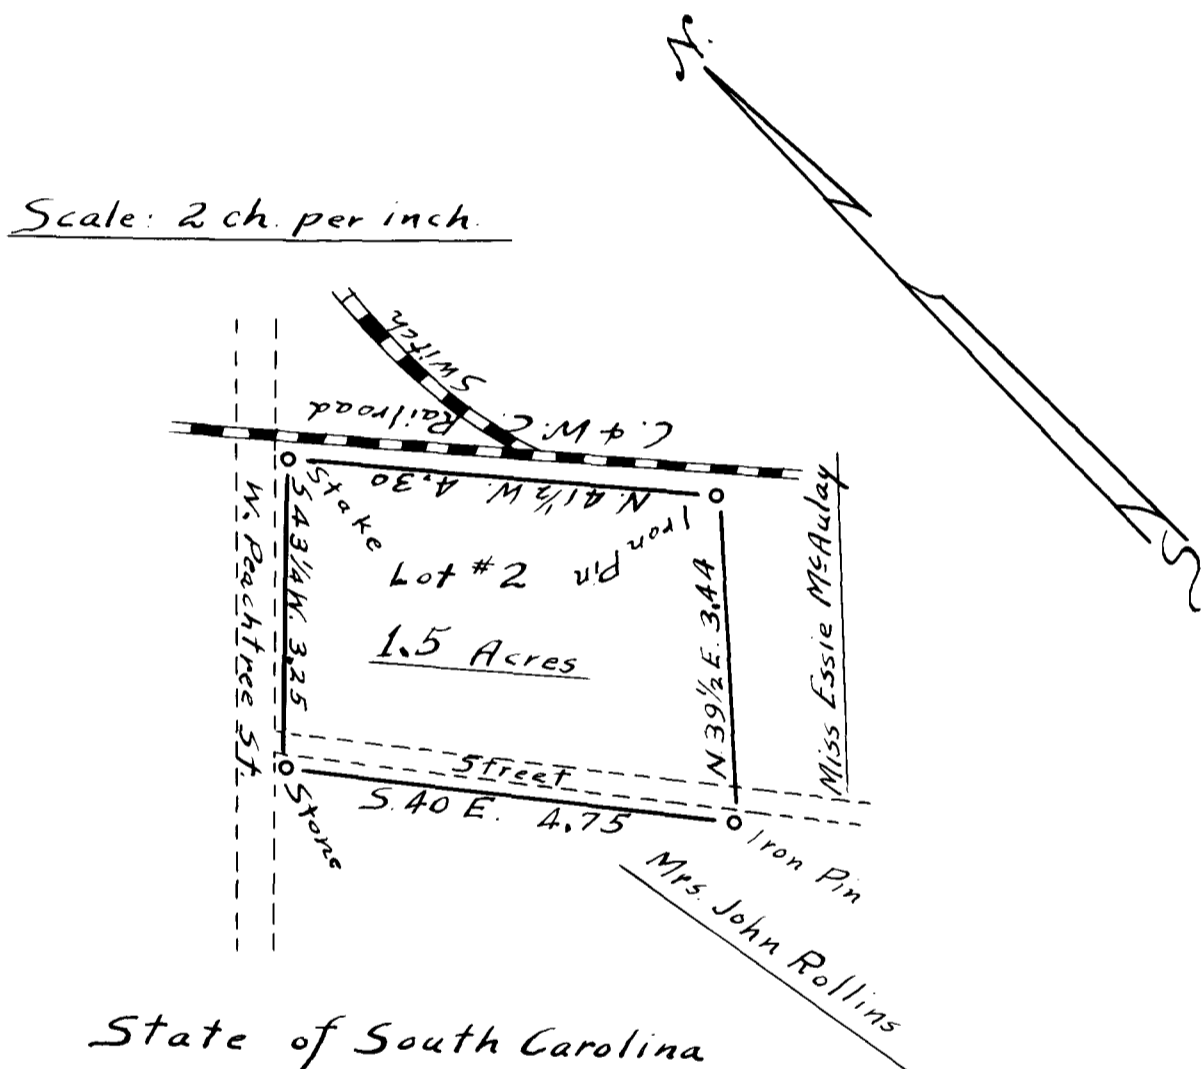 N.
Scale: 2 ch. per inch.
Switch
C. & W. C. Railroad
N. 41½ W. 4.30
Stake
Iron Pin
W. Peachtree St.
S 43¼ W. 3.25
Lot #2
1.5 Acres
N 39½ E. 3.44
Miss Essie McAulay
S
Street
S. 40 E. 4.75
Stone
Iron Pin
Mrs. John Rollins
State of South Carolina